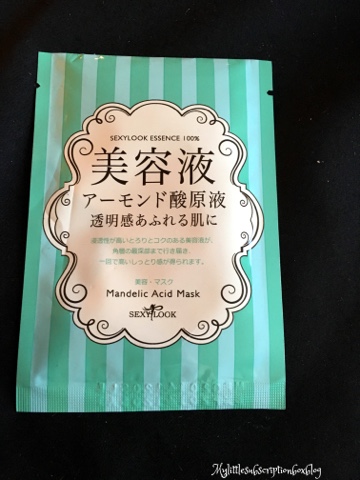 SEXYLOOK ESSENCE 100%
美容液
アーモンド酸原液
透明感あふれる肌に
浸透性が高いとろりとコクのある美容液が、
角層の最深部まで行き届き、
一回で高いしっとり感が得られます。
美容・マスク
Mandelic Acid Mask
SEXYLOOK
Mylittlesubscriptionboxblog